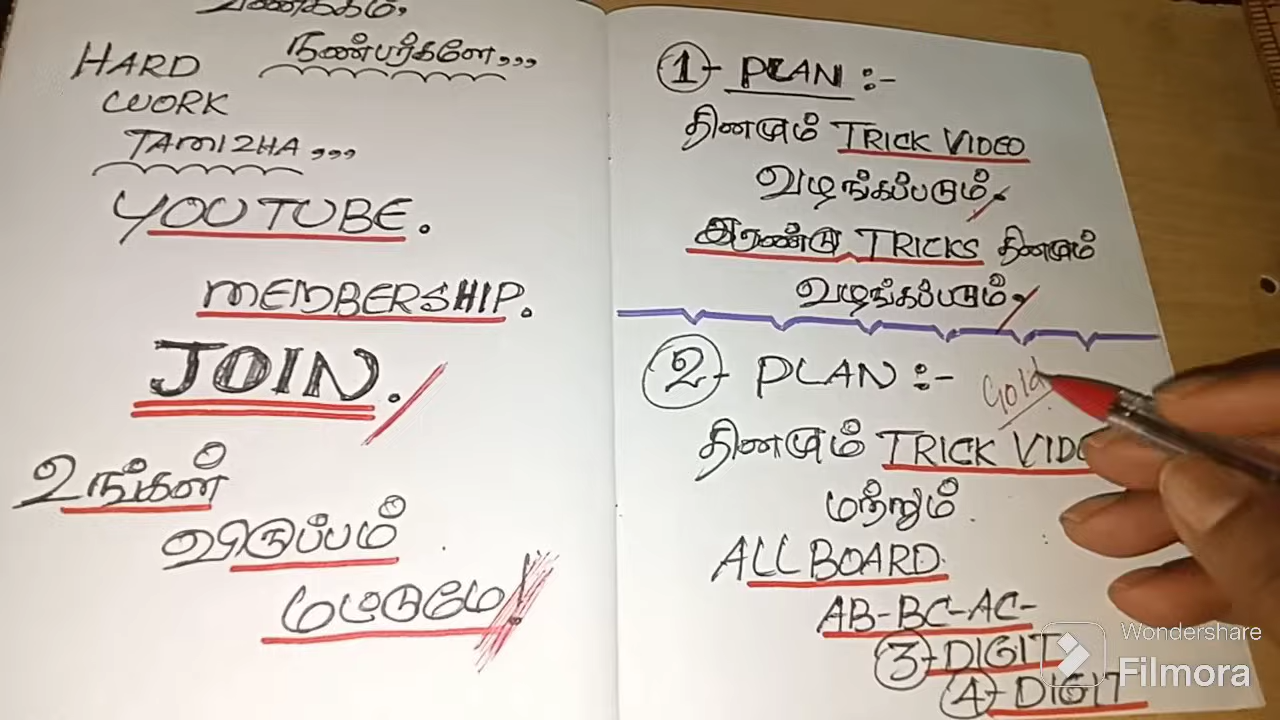 வணக்கம்,
நண்பர்களே,,,
HARD
WORK
TAMIZHA,,,
YOUTUBE.
MEMBERSHIP.
JOIN.
உங்கள்
விருப்பம்
மட்டுமே!
1- PLAN :-
தினமும் TRICK VIDEO
வழங்கப்படும்.
இரண்டு TRICKS தினமும்
வழங்கப்படும்.
2- PLAN :- Gold
தினமும் TRICK VIDEO
மற்றும்
ALL BOARD
AB-BC-AC-
3-DIGIT
4-DIGIT
Wondershare
Filmora